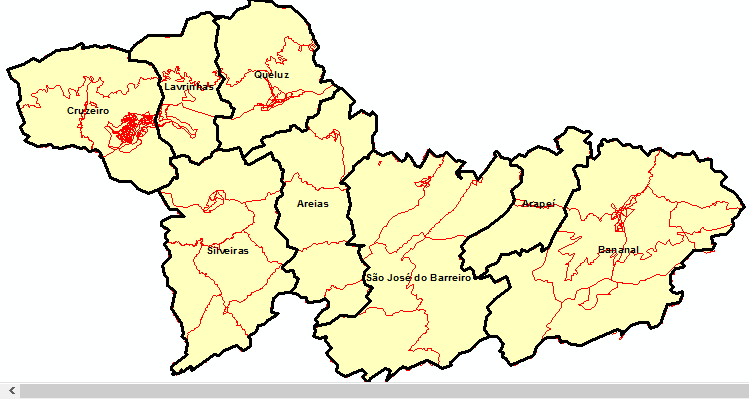 Queluz
Lavrinhas
Cruzeiro
Areias
Arapeí
Silveiras
Bananal
São José do Barreiro